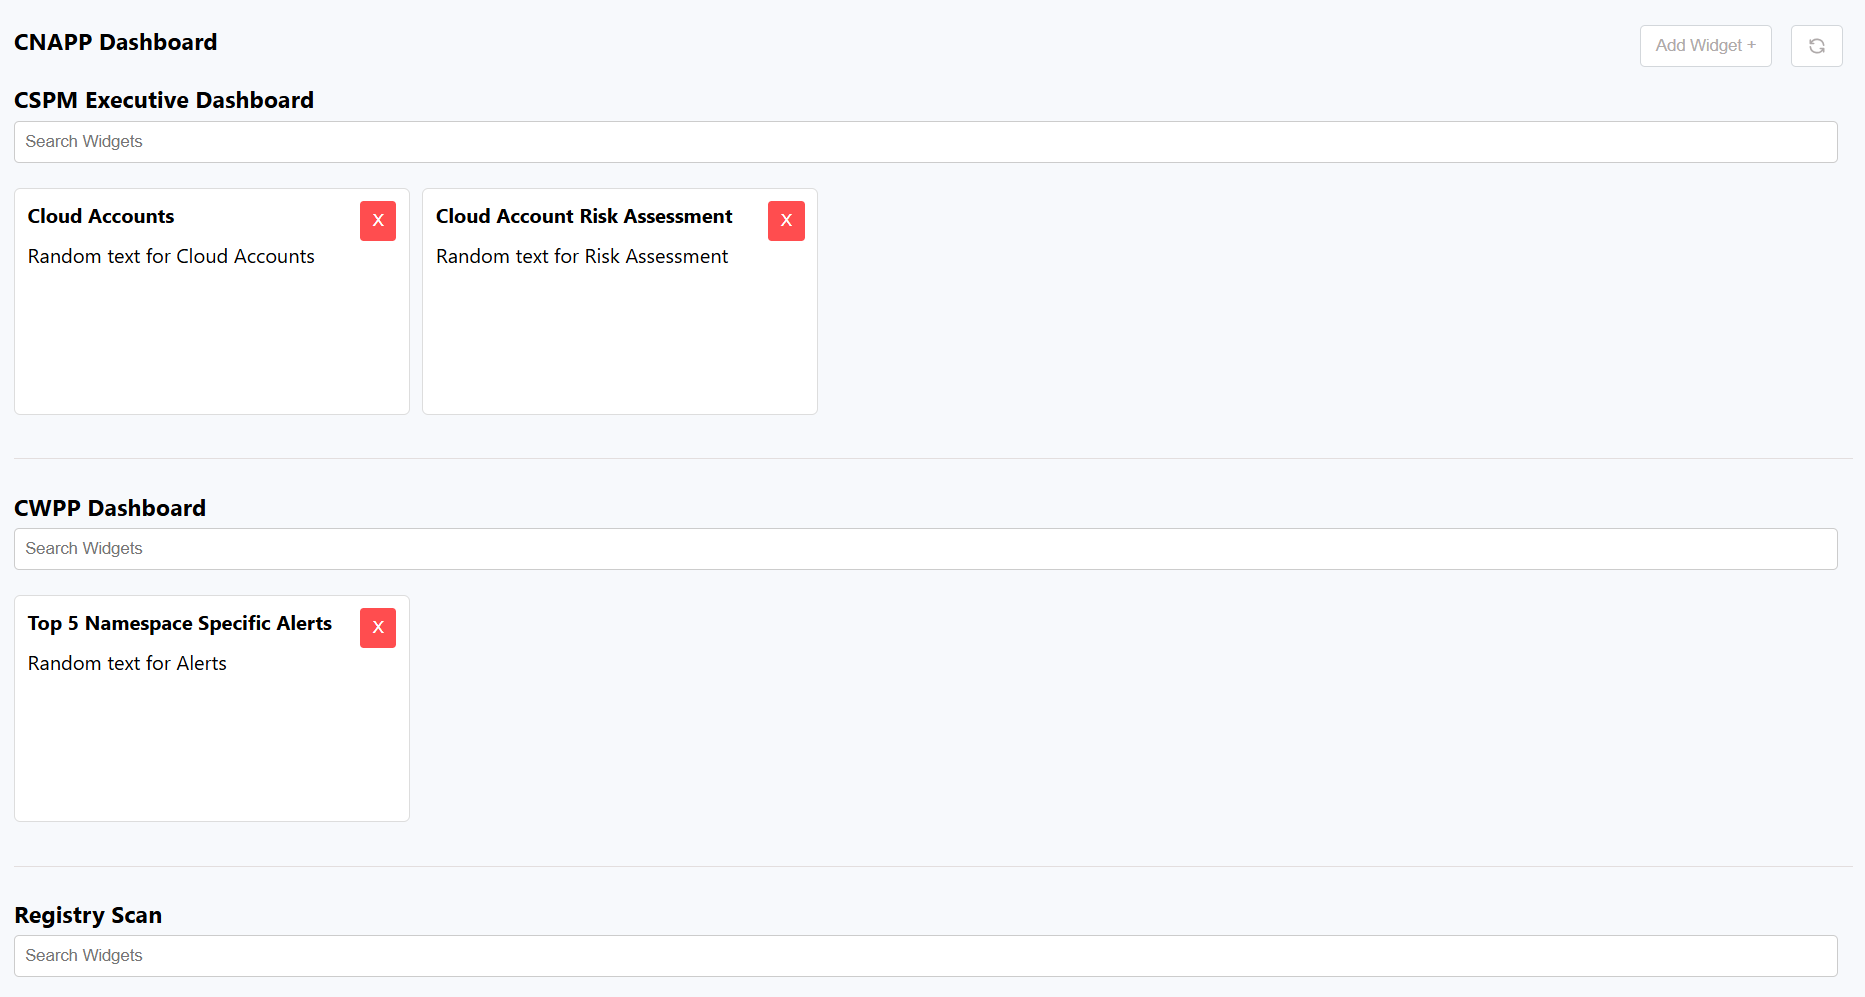 CNAPP Dashboard
Add Widget +
CSPM Executive Dashboard
Search Widgets
Cloud Accounts
X
Random text for Cloud Accounts
Cloud Account Risk Assessment
X
Random text for Risk Assessment
CWPP Dashboard
Search Widgets
Top 5 Namespace Specific Alerts
X
Random text for Alerts
Registry Scan
Search Widgets